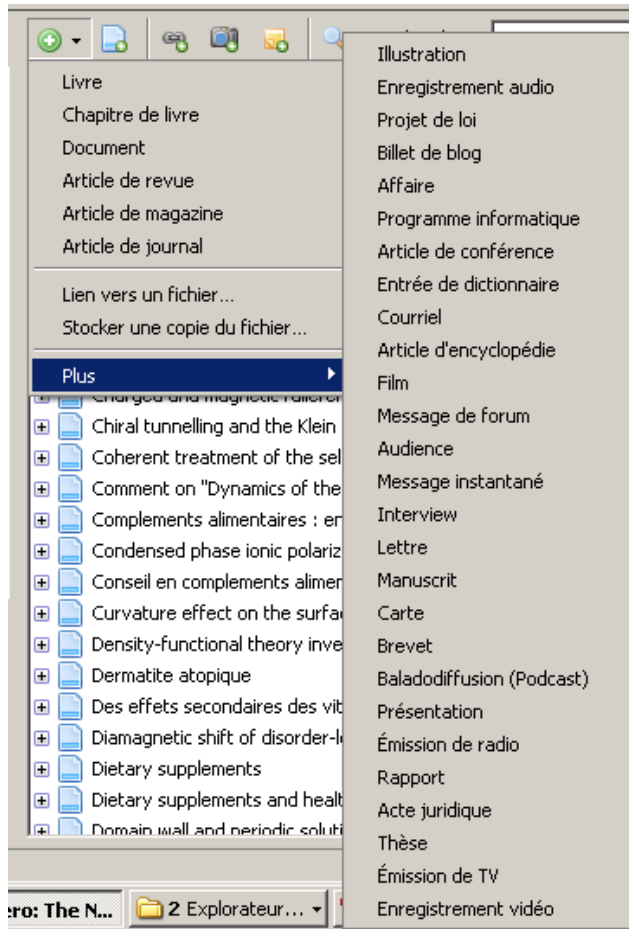 Livre
Chapitre de livre
Document
Article de revue
Article de magazine
Article de journal
Lien vers un fichier...
Stocker une copie du fichier...
Plus
Chiral tunnelling and the Klein
Coherent treatment of the sel
Comment on "Dynamics of the
Complements alimentaires : er
Condensed phase ionic polariz
Conseil en complements alimer
Curvature effect on the surfa
Density-functional theory inve
Dermatite atopique
Des effets secondaires des vit
Diamagnetic shift of disorder-l
Dietary supplements
Dietary supplements and healt
Domain wall and periodic soluti
Illustration
Enregistrement audio
Projet de loi
Billet de blog
Affaire
Programme informatique
Article de conférence
Entrée de dictionnaire
Courriel
Article d'encyclopédie
Film
Message de forum
Audience
Message instantané
Interview
Lettre
Manuscrit
Carte
Brevet
Baladodiffusion (Podcast)
Présentation
Émission de radio
Rapport
Acte juridique
Thèse
Émission de TV
Enregistrement vidéo
ero: The N...
2 Explorateur...